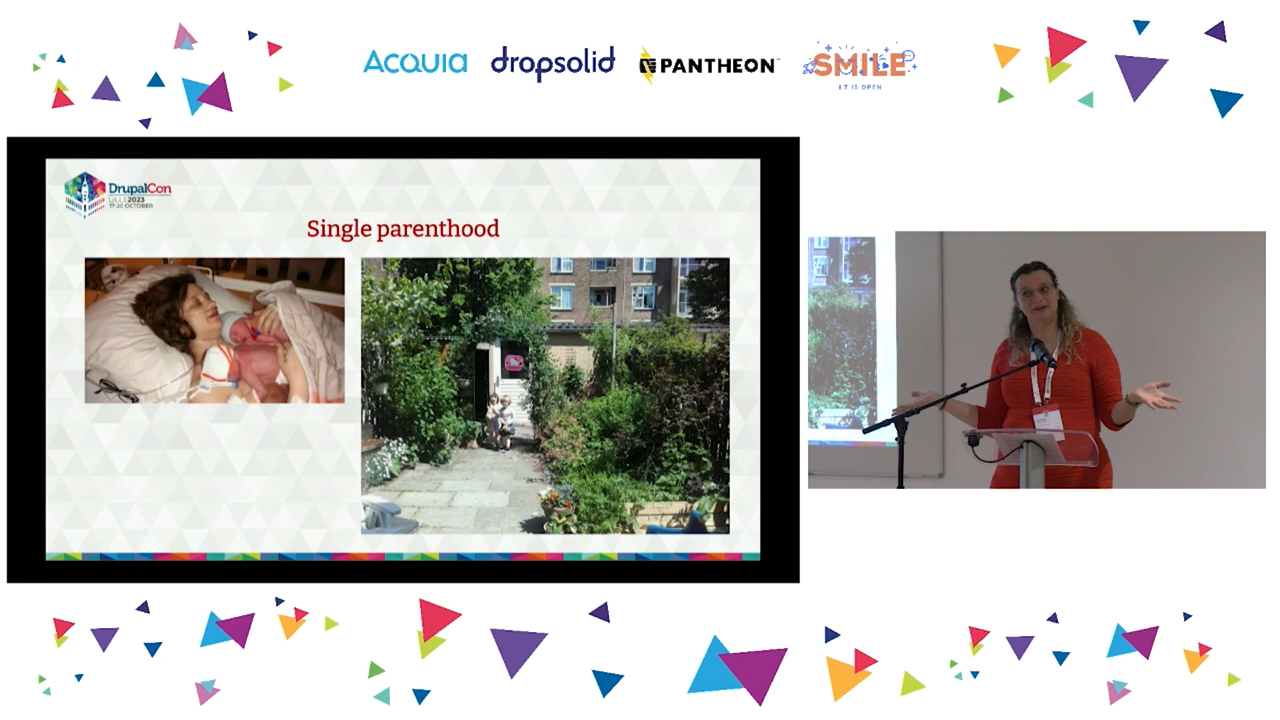 ACQUIA
dropsolid
PANTHEON
SMILE
I.T IS OPEN
DrupalCon
LILLE 2023
17-20 OCTOBER
Single parenthood